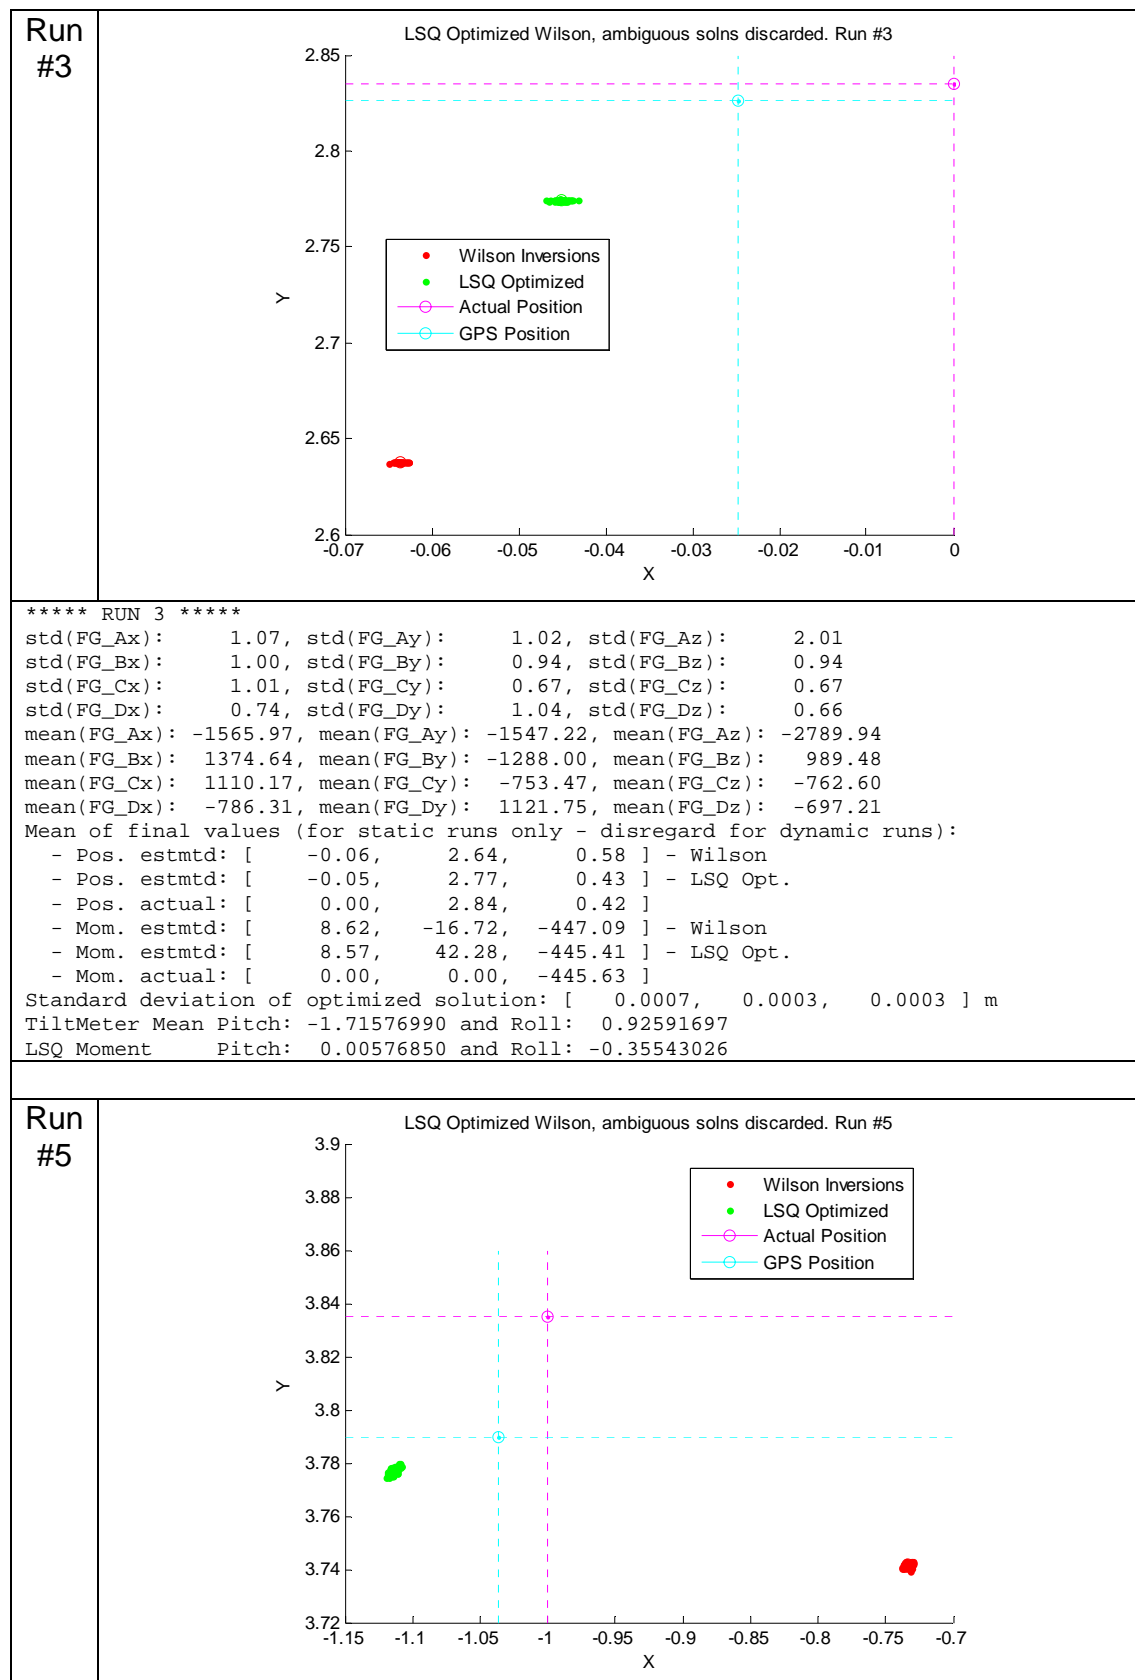 Run
#3
LSQ Optimized Wilson, ambiguous solns discarded. Run #3
2.85
2.8
2.75
2.7
2.65
2.6
Y
Wilson Inversions
LSQ Optimized
Actual Position
GPS Position
-0.07 -0.06 -0.05 -0.04 -0.03 -0.02 -0.01 0
X
***** RUN 3 *****
std(FG_Ax): 1.07, std(FG_Ay): 1.02, std(FG_Az): 2.01
std(FG_Bx): 1.00, std(FG_By): 0.94, std(FG_Bz): 0.94
std(FG_Cx): 1.01, std(FG_Cy): 0.67, std(FG_Cz): 0.67
std(FG_Dx): 0.74, std(FG_Dy): 1.04, std(FG_Dz): 0.66
mean(FG_Ax): -1565.97, mean(FG_Ay): -1547.22, mean(FG_Az): -2789.94
mean(FG_Bx): 1374.64, mean(FG_By): -1288.00, mean(FG_Bz): 989.48
mean(FG_Cx): 1110.17, mean(FG_Cy): -753.47, mean(FG_Cz): -762.60
mean(FG_Dx): -786.31, mean(FG_Dy): 1121.75, mean(FG_Dz): -697.21
Mean of final values (for static runs only - disregard for dynamic runs):
- Pos. estmtd: [ -0.06, 2.64, 0.58 ] - Wilson
- Pos. estmtd: [ -0.05, 2.77, 0.43 ] - LSQ Opt.
- Pos. actual: [ 0.00, 2.84, 0.42 ]
- Mom. estmtd: [ 8.62, -16.72, -447.09 ] - Wilson
- Mom. estmtd: [ 8.57, 42.28, -445.41 ] - LSQ Opt.
- Mom. actual: [ 0.00, 0.00, -445.63 ]
Standard deviation of optimized solution: [ 0.0007, 0.0003, 0.0003 ] m
TiltMeter Mean Pitch: -1.71576990 and Roll: 0.92591697
LSQ Moment Pitch: 0.00576850 and Roll: -0.35543026
Run
#5
LSQ Optimized Wilson, ambiguous solns discarded. Run #5
3.9
3.88
3.86
3.84
3.82
3.8
3.78
3.76
3.74
3.72
Y
Wilson Inversions
LSQ Optimized
Actual Position
GPS Position
-1.15 -1.1 -1.05 -1 -0.95 -0.9 -0.85 -0.8 -0.75 -0.7
X